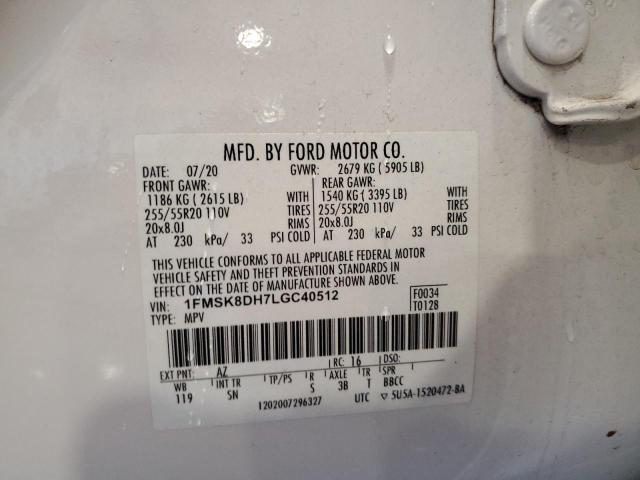 MFD. BY FORD MOTOR CO.
DATE: 07/20 GVWR: 2679 KG ( 5905 LB)
FRONT GAWR: REAR GAWR:
1186 KG ( 2615 LB) WITH 1540 KG ( 3395 LB) WITH
255/55R20 110V TIRES 255/55R20 110V TIRES
20x8.0J RIMS 20x8.0J RIMS
AT 230 kPa/ 33 PSI COLD AT 230 kPa/ 33 PSI COLD
THIS VEHICLE CONFORMS TO ALL APPLICABLE FEDERAL MOTOR
VEHICLE SAFETY AND THEFT PREVENTION STANDARDS IN
EFFECT ON THE DATE OF MANUFACTURE SHOWN ABOVE.
VIN: 1FMSK8DH7LGC40512 F0034
TYPE: MPV T0128
EXT PNT: AZ RC: 16 DSO:
WB INT TR TP/PS R AXLE TR SPR
119 SN S 3B T BBCC
1202007296327 UTC ▽ 5U5A-1520472-BA